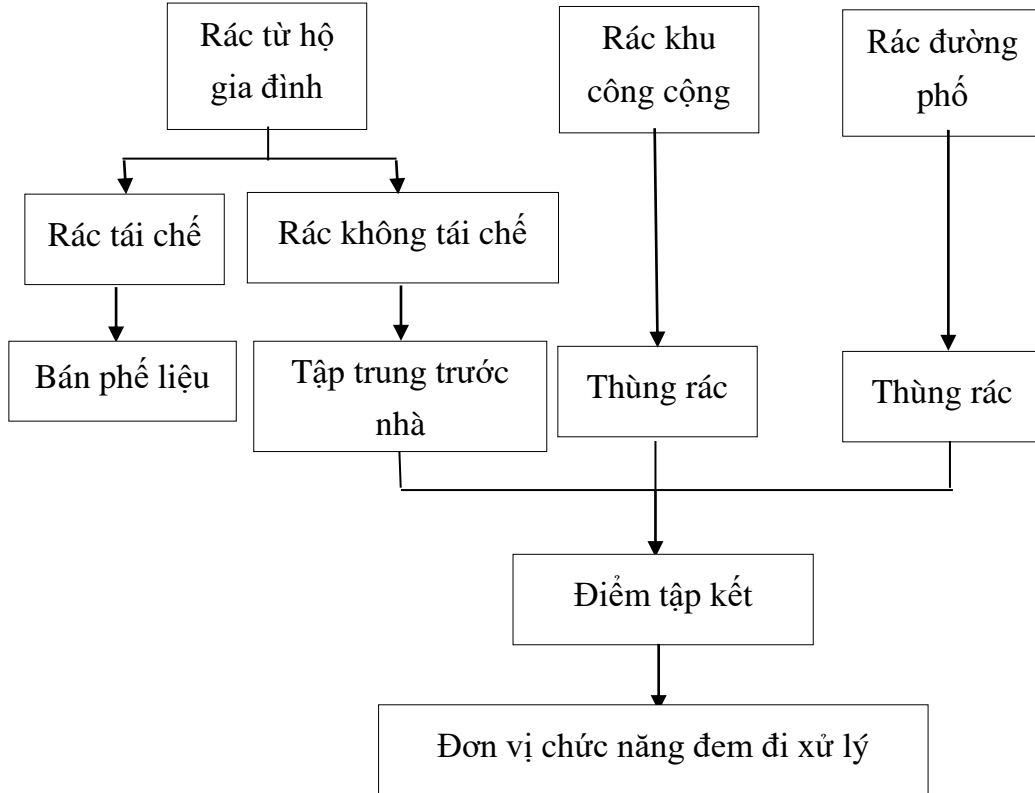 Rác từ hộ
gia đình
Rác khu
công cộng
Rác đường
phố
Rác tái chế
Rác không tái chế
Bán phế liệu
Tập trung trước
nhà
Thùng rác
Thùng rác
Điểm tập kết
Đơn vị chức năng đem đi xử lý